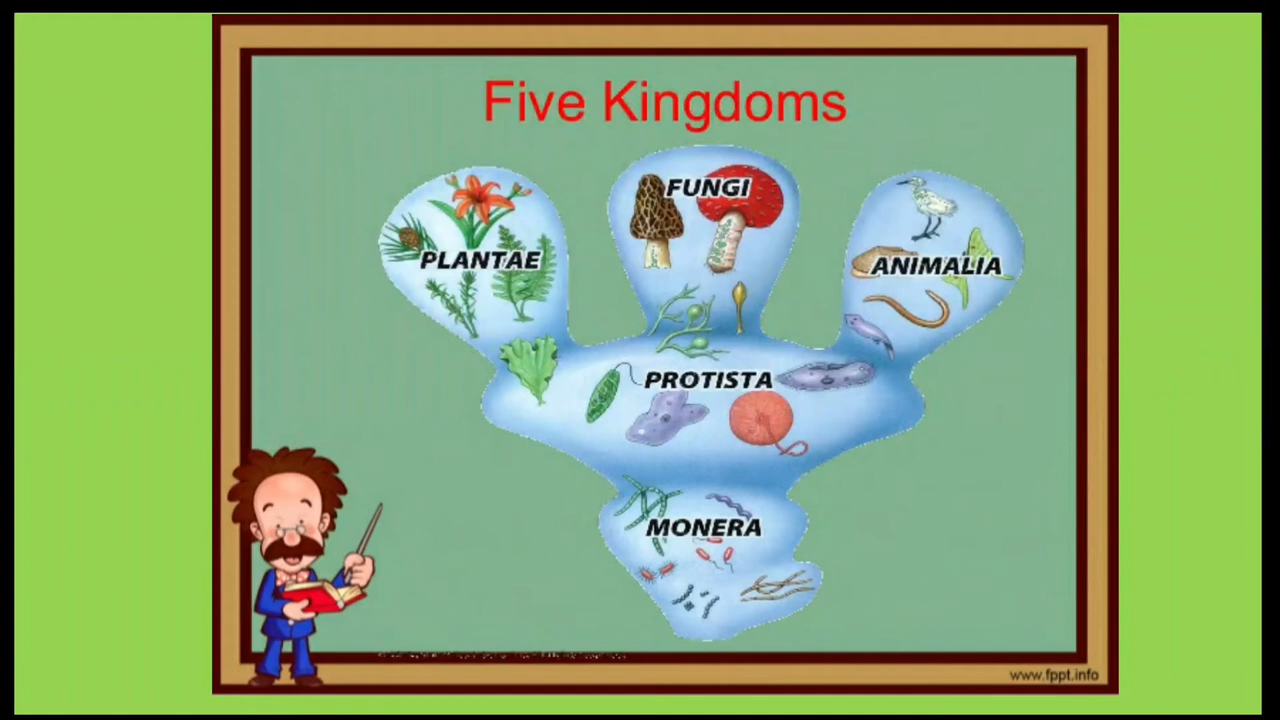 Five Kingdoms
FUNGI
PLANTAE
ANIMALIA
PROTISTA
MONERA
www.fppt.info